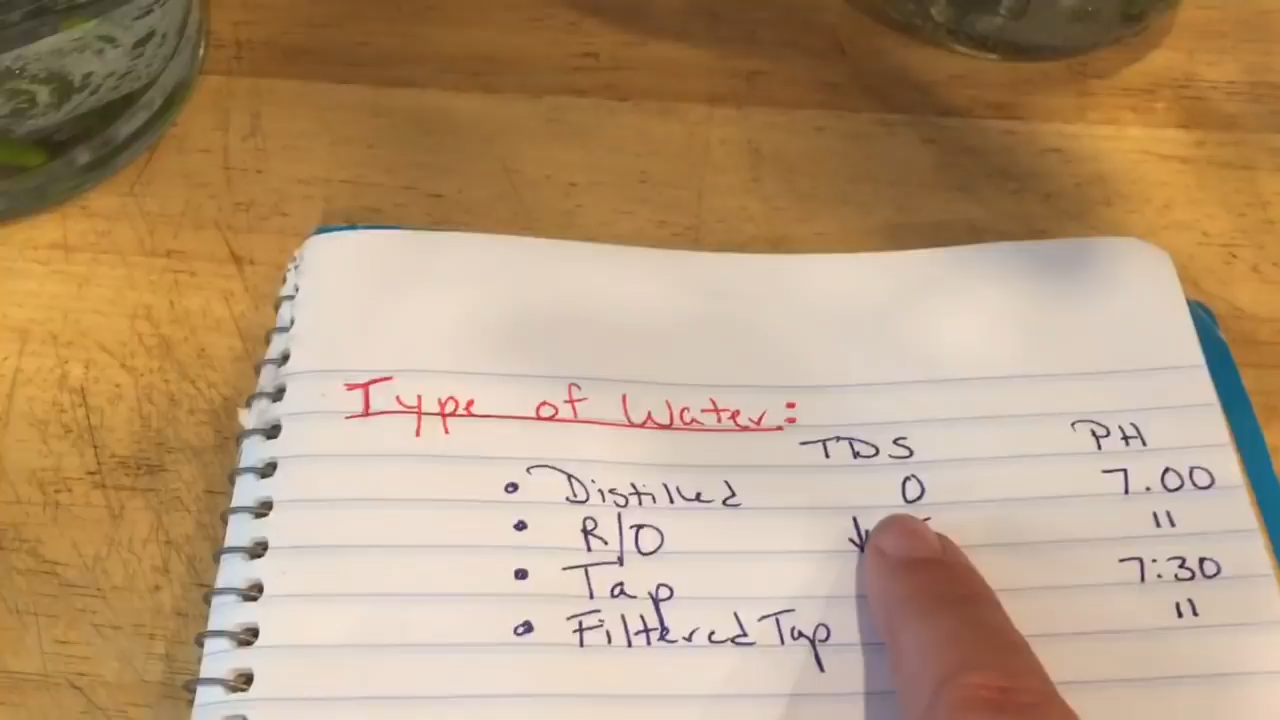 Type of Water:
TDS PH
• Distilled 0 7.00
• R/O ↓ "
• Tap 7:30
• Filtered Tap "